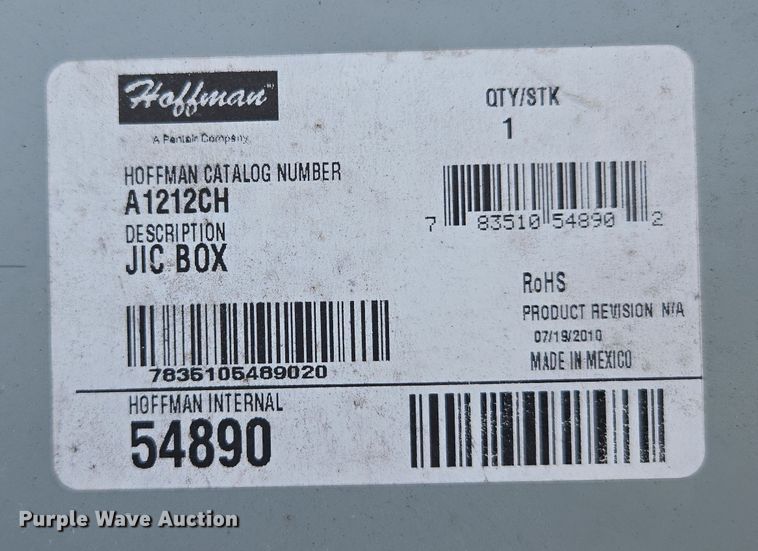 Hoffman
A Pentair Company
QTY/STK
1
HOFFMAN CATALOG NUMBER
A1212CH
DESCRIPTION
JIC BOX
7 83510 54890 2
7835105489020
RoHS
PRODUCT REVISION N/A
07/19/2010
MADE IN MEXICO
HOFFMAN INTERNAL
54890
Purple Wave Auction